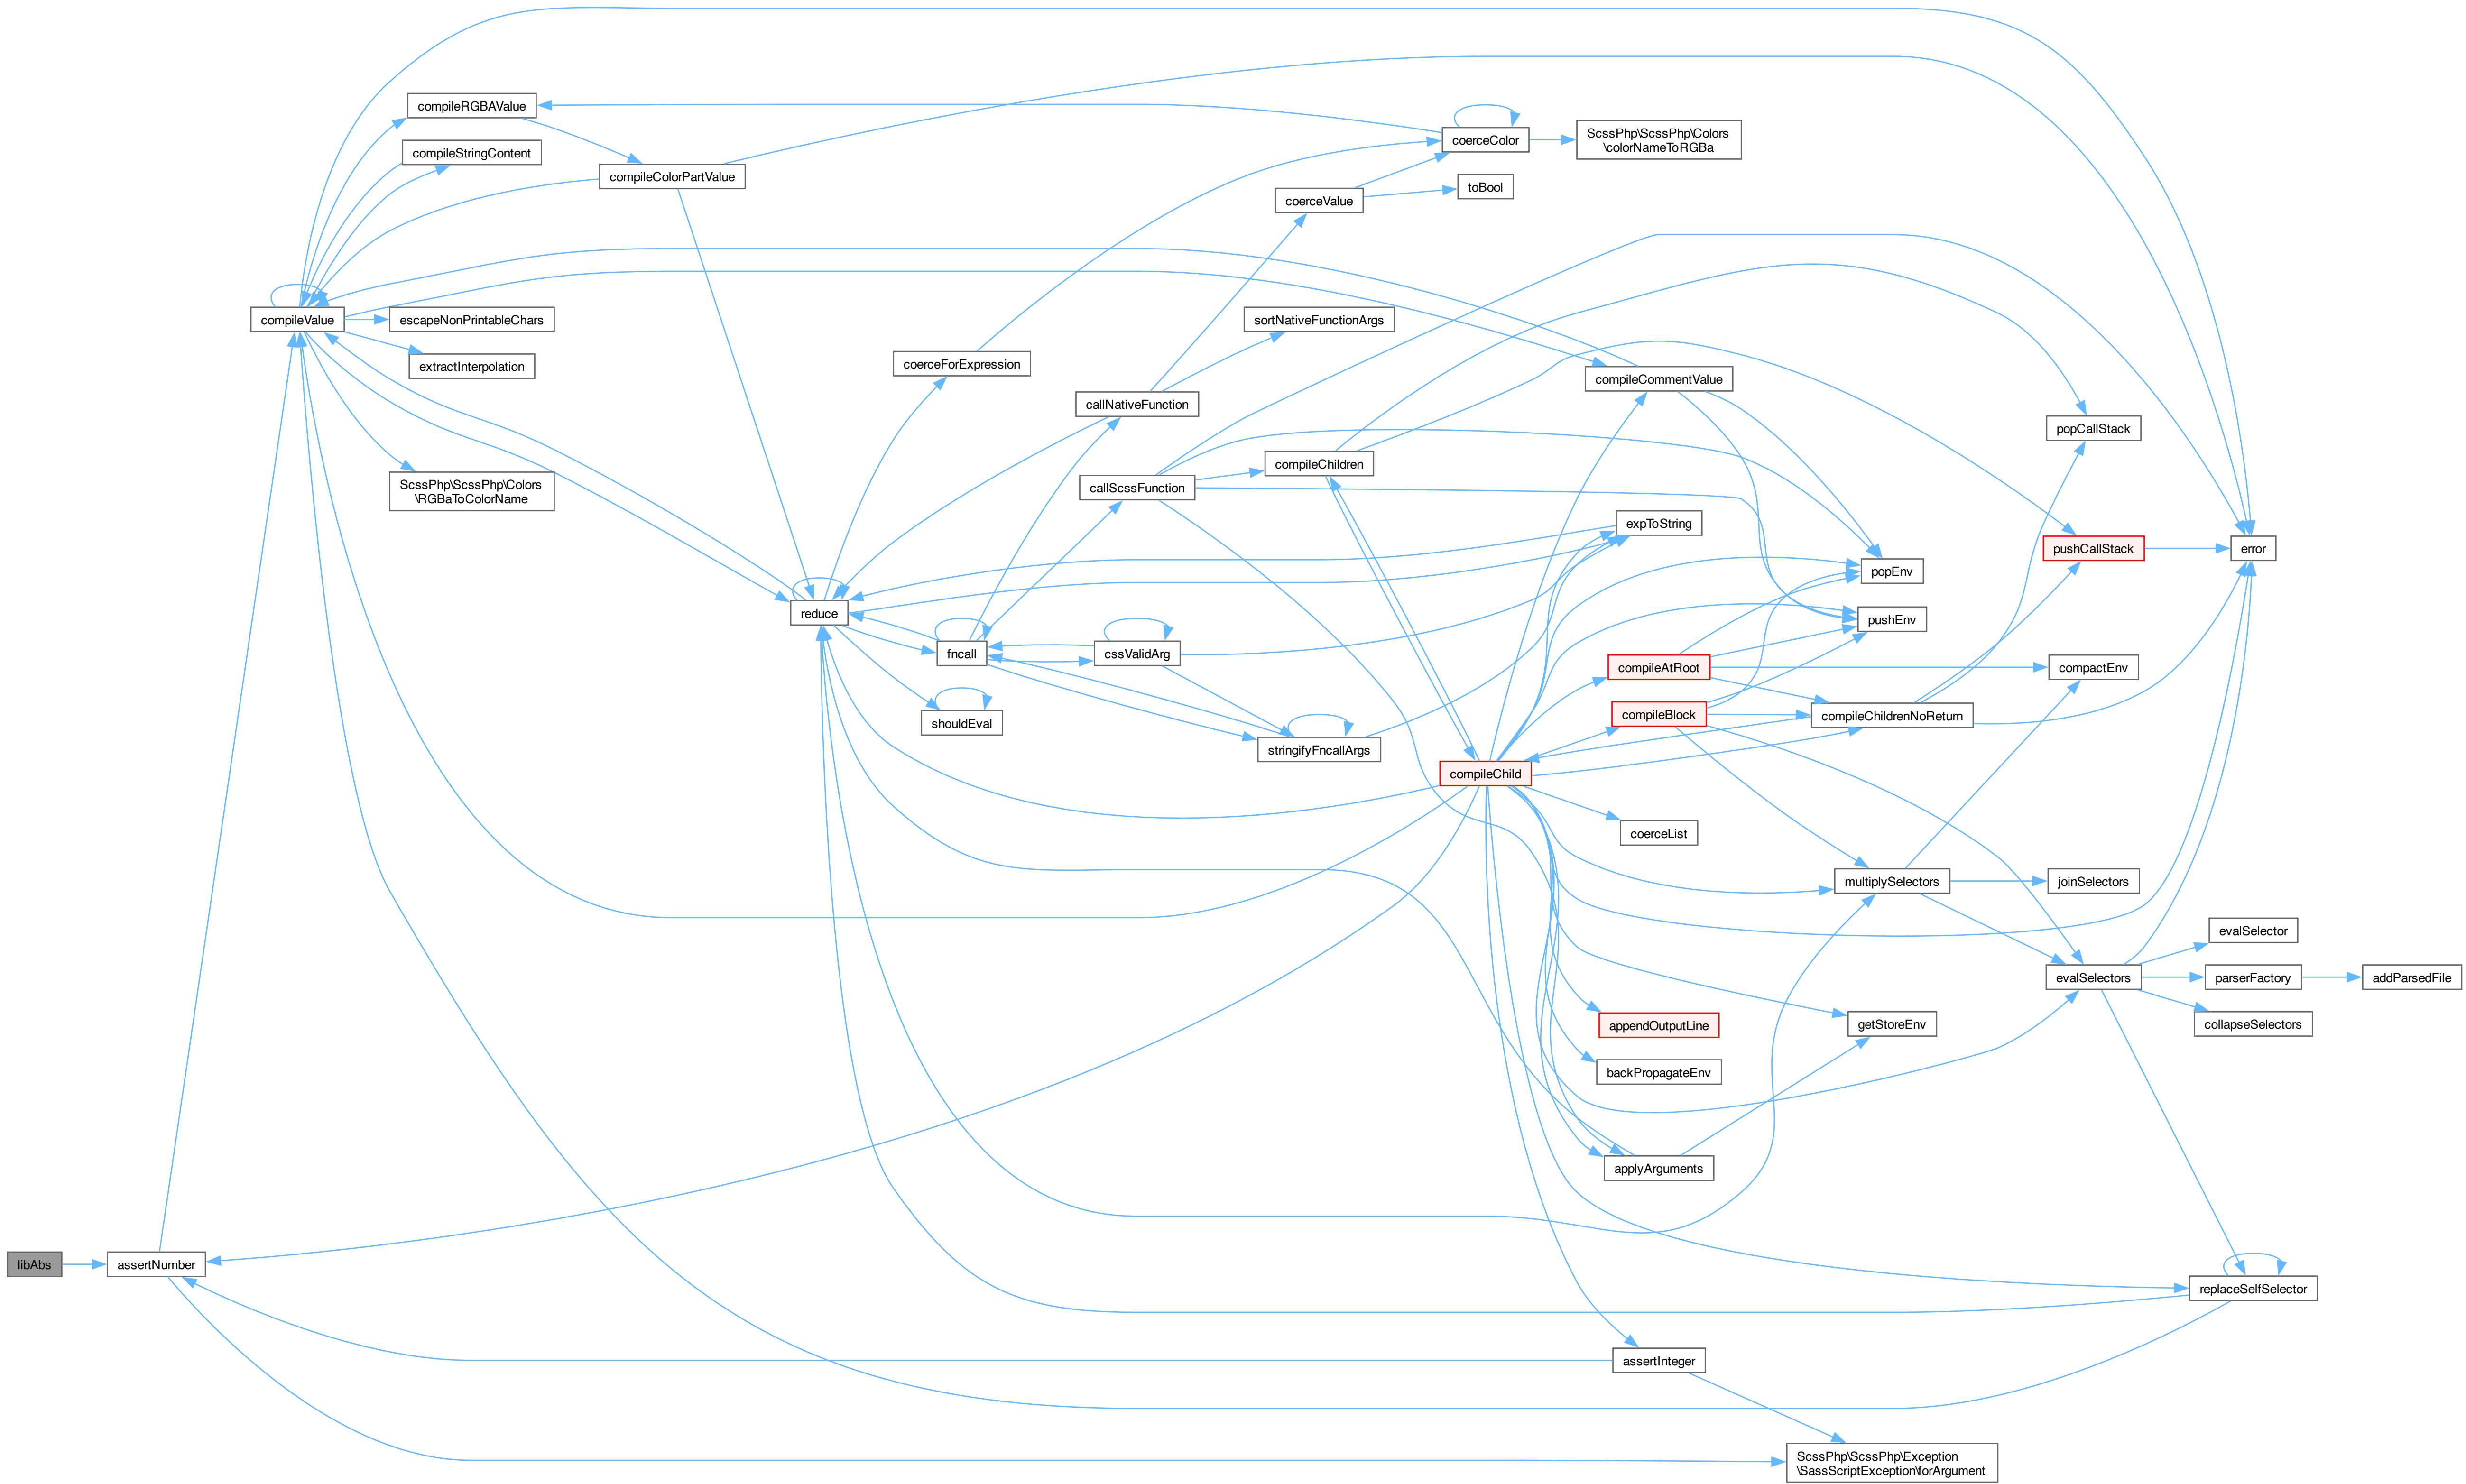 compileRGBAValue
compileStringContent
compileColorPartValue
coerceColor
ScssPhp\ScssPhp\Colors
\colorNameToRGBa
coerceValue
toBool
compileValue
escapeNonPrintableChars
extractInterpolation
sortNativeFunctionArgs
coerceForExpression
callNativeFunction
compileCommentValue
popCallStack
ScssPhp\ScssPhp\Colors
\RGBaToColorName
callScssFunction
compileChildren
expToString
pushCallStack
error
popEnv
reduce
pushEnv
fncall
cssValidArg
compileAtRoot
compactEnv
shouldEval
stringifyFncallArgs
compileBlock
compileChildrenNoReturn
compileChild
coerceList
multiplySelectors
joinSelectors
evalSelector
evalSelectors
parserFactory
addParsedFile
appendOutputLine
getStoreEnv
collapseSelectors
backPropagateEnv
applyArguments
libAbs
assertNumber
replaceSelfSelector
assertInteger
ScssPhp\ScssPhp\Exception
\SassScriptException\forArgument